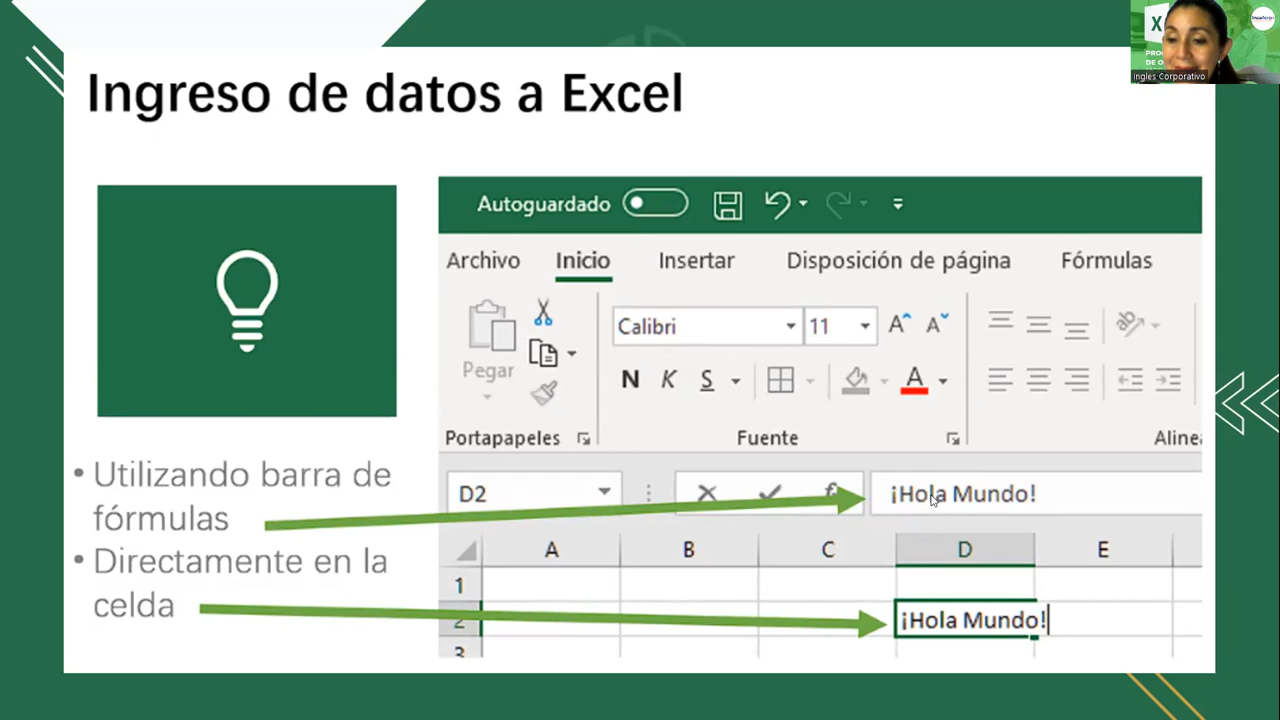 Ingreso de datos a Excel
Ingles Corporativo
Autoguardado
Archivo Inicio Insertar Disposición de página Fórmulas
Pegar
Calibri 11 A A
N K S A
Portapapeles Fuente
D2 ¡Hola Mundo!
A B C D E
1
2 ¡Hola Mundo!
3
• Utilizando barra de
fórmulas
• Directamente en la
celda